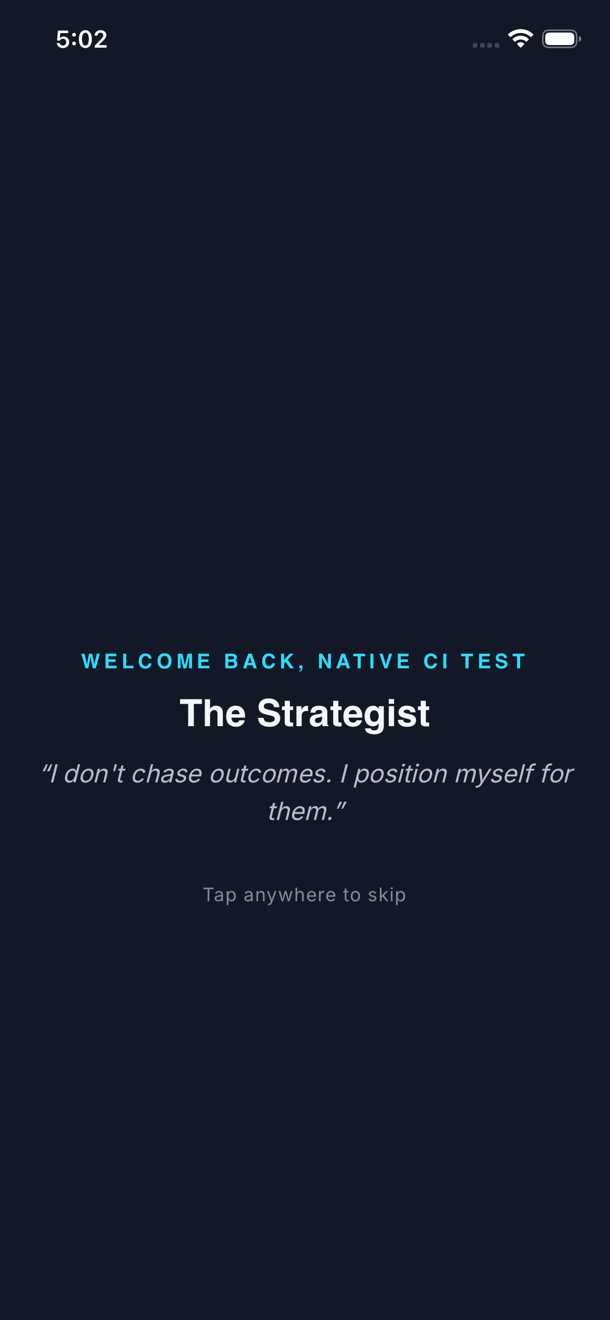 5:02
WELCOME BACK, NATIVE CI TEST
The Strategist
“I don't chase outcomes. I position myself for
them.”
Tap anywhere to skip